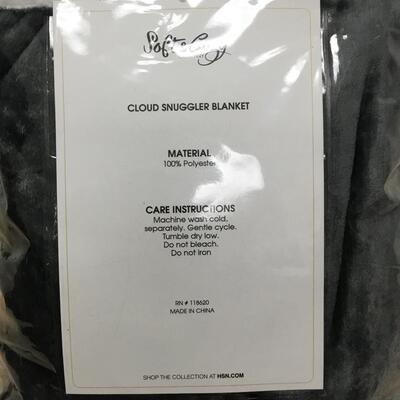 Soft & Cozy
CLOUD SNUGGLER BLANKET
MATERIAL
100% Polyester
CARE INSTRUCTIONS
Machine wash cold,
separately. Gentle cycle.
Tumble dry low.
Do not bleach.
Do not iron
RN # 118620
MADE IN CHINA
SHOP THE COLLECTION AT HSN.COM